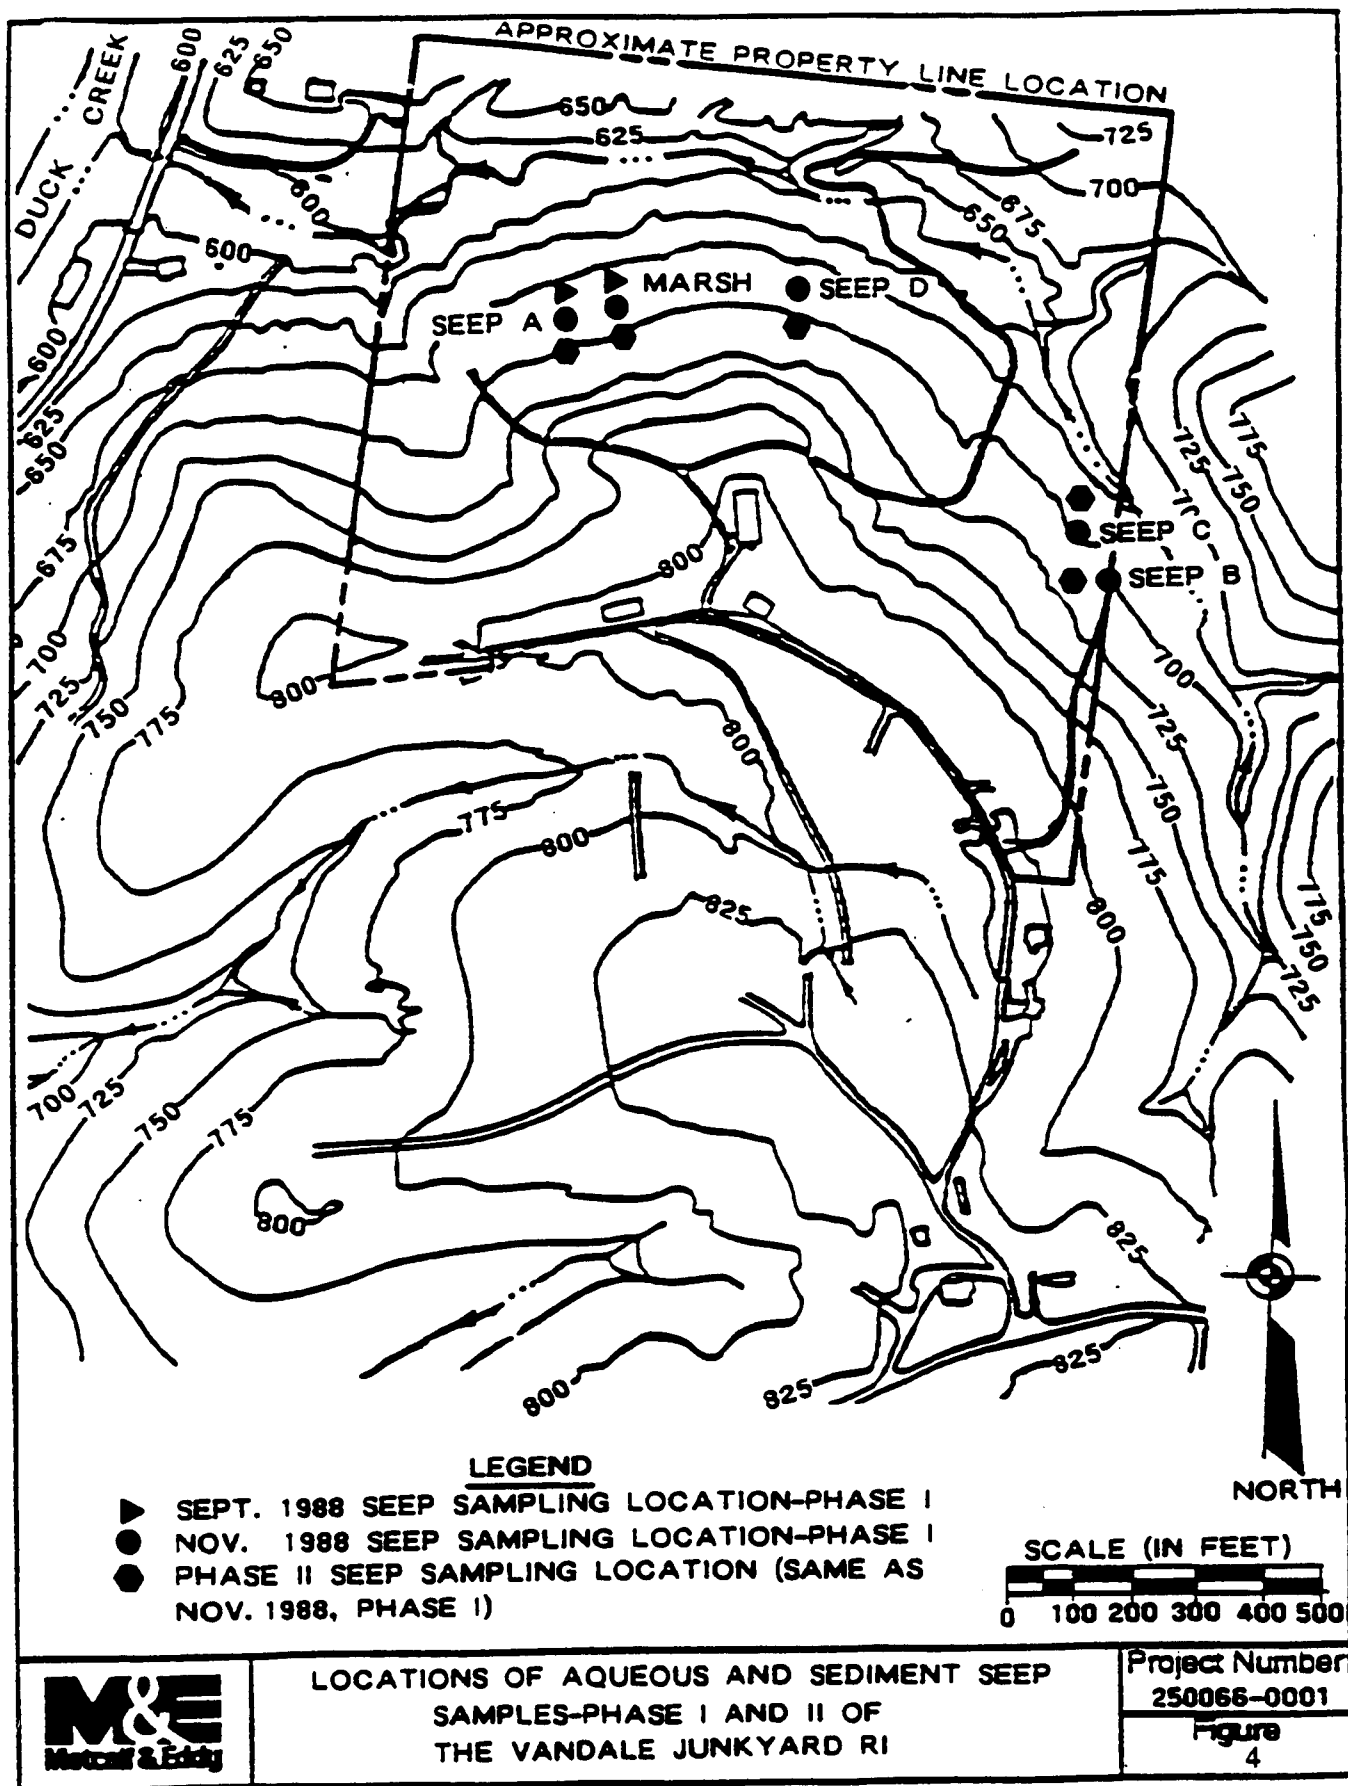 APPROXIMATE PROPERTY LINE LOCATION
DUCK CREEK
600
625
650
650
625
725
700
675
650
600
600
MARSH
SEEP D
SEEP A
600
625
650
675
700
725
750
775
800
800
775
725
750
700
SEEP C
SEEP B
700
725
750
775
800
800
775
800
825
775
750
725
700
725
750
775
800
825
800
825
825
LEGEND
SEPT. 1988 SEEP SAMPLING LOCATION-PHASE I
NOV. 1988 SEEP SAMPLING LOCATION-PHASE I
PHASE II SEEP SAMPLING LOCATION (SAME AS
NOV. 1988, PHASE I)
NORTH
SCALE (IN FEET)
0 100 200 300 400 500
M&E
Metcalf & Eddy
LOCATIONS OF AQUEOUS AND SEDIMENT SEEP
SAMPLES-PHASE I AND II OF
THE VANDALE JUNKYARD RI
Project Number
250066-0001
Figure
4